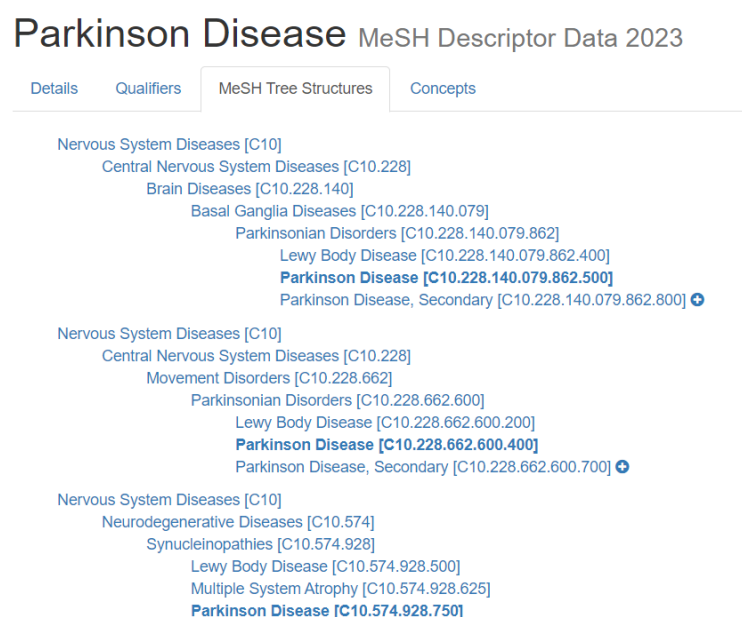 Parkinson Disease MeSH Descriptor Data 2023
Details Qualifiers MeSH Tree Structures Concepts
Nervous System Diseases [C10]
Central Nervous System Diseases [C10.228]
Brain Diseases [C10.228.140]
Basal Ganglia Diseases [C10.228.140.079]
Parkinsonian Disorders [C10.228.140.079.862]
Lewy Body Disease [C10.228.140.079.862.400]
Parkinson Disease [C10.228.140.079.862.500]
Parkinson Disease, Secondary [C10.228.140.079.862.800]
Nervous System Diseases [C10]
Central Nervous System Diseases [C10.228]
Movement Disorders [C10.228.662]
Parkinsonian Disorders [C10.228.662.600]
Lewy Body Disease [C10.228.662.600.200]
Parkinson Disease [C10.228.662.600.400]
Parkinson Disease, Secondary [C10.228.662.600.700]
Nervous System Diseases [C10]
Neurodegenerative Diseases [C10.574]
Synucleinopathies [C10.574.928]
Lewy Body Disease [C10.574.928.500]
Multiple System Atrophy [C10.574.928.625]
Parkinson Disease [C10.574.928.750]